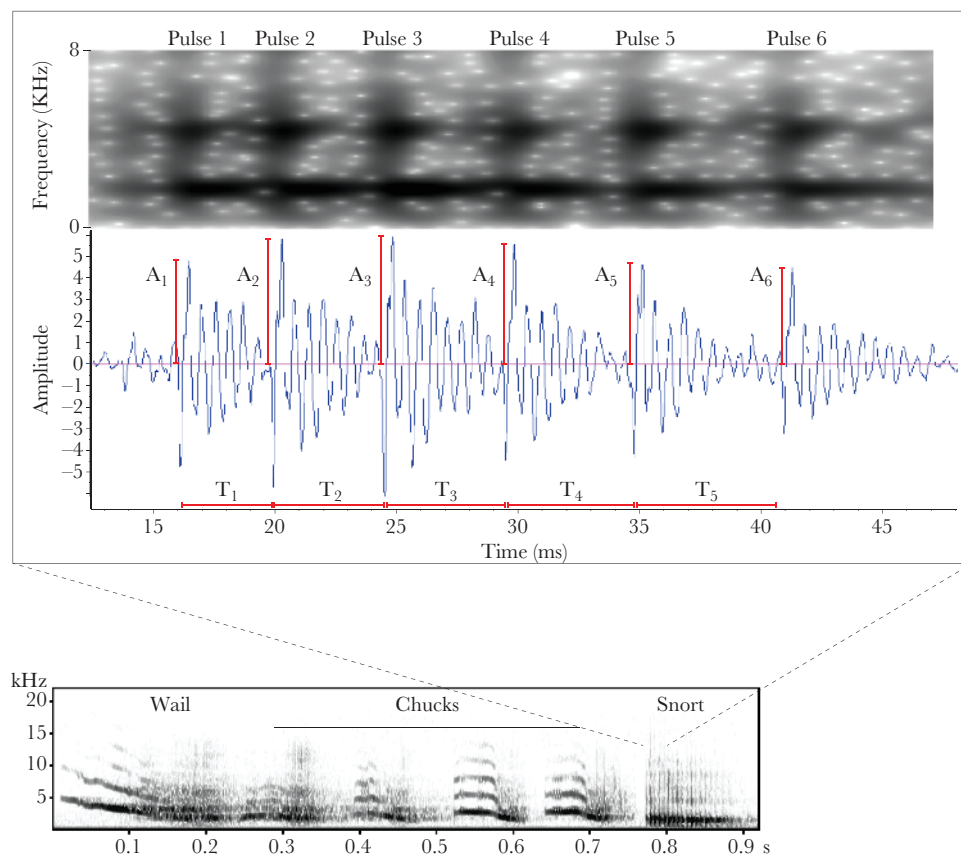 Pulse 1 Pulse 2 Pulse 3 Pulse 4 Pulse 5 Pulse 6
8
Frequency (KHz)
0
5
4
3
2
1
0
−1
−2
−3
−4
−5
Amplitude
A1 A2 A3 A4 A5 A6
T1 T2 T3 T4 T5
15 20 25 30 35 40 45
Time (ms)
kHz
20
15
10
5
Wail Chucks Snort
0.1 0.2 0.3 0.4 0.5 0.6 0.7 0.8 0.9 s